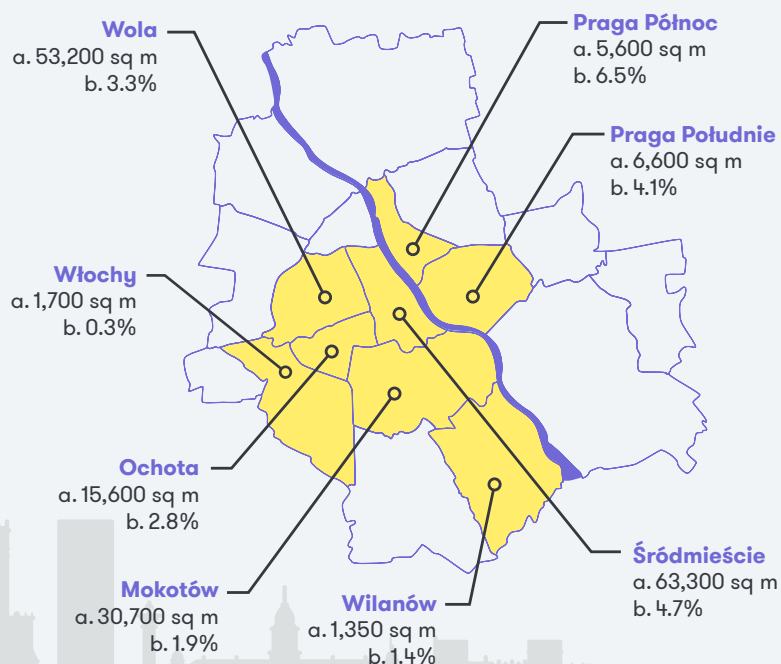 Wola
a. 53,200 sq m
b. 3.3%
Praga Północ
a. 5,600 sq m
b. 6.5%
Praga Południe
a. 6,600 sq m
b. 4.1%
Włochy
a. 1,700 sq m
b. 0.3%
Ochota
a. 15,600 sq m
b. 2.8%
Mokotów
a. 30,700 sq m
b. 1.9%
Wilanów
a. 1,350 sq m
b. 1.4%
Śródmieście
a. 63,300 sq m
b. 4.7%